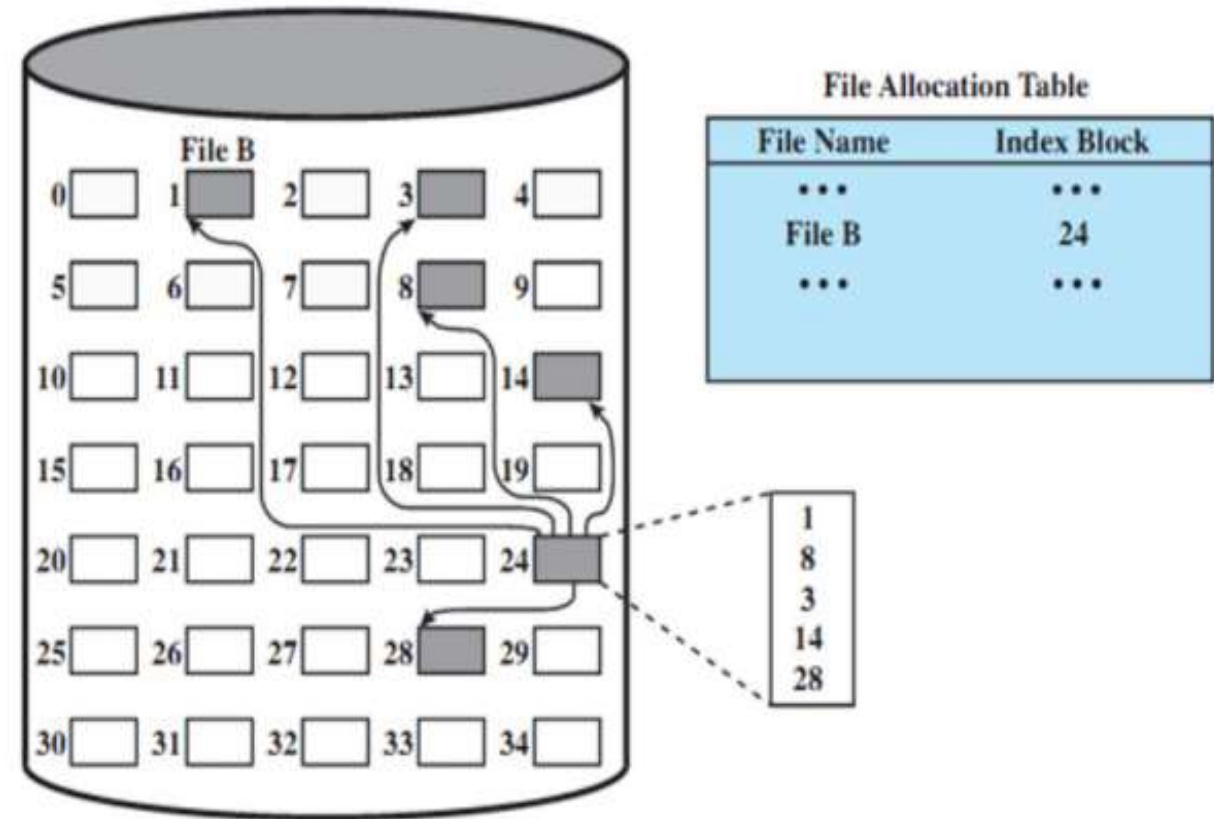 File Allocation Table
File Name Index Block
••• •••
File B 24
••• •••
File B
0 1 2 3 4
5 6 7 8 9
10 11 12 13 14
15 16 17 18 19
20 21 22 23 24
25 26 27 28 29
30 31 32 33 34
1
8
3
14
28